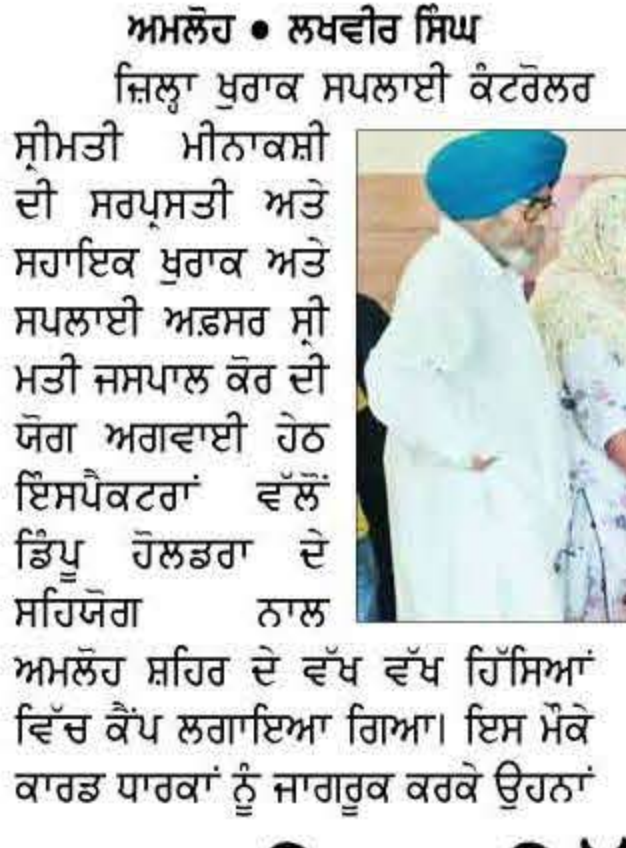 ਅਮਲੋਹ • ਲਖਵੀਰ ਸਿੰਘ
ਜ਼ਿਲ੍ਹਾ ਖੁਰਾਕ ਸਪਲਾਈ ਕੰਟਰੋਲਰ
ਸ੍ਰੀਮਤੀ ਮੀਨਾਕਸ਼ੀ
ਦੀ ਸਰਪ੍ਰਸਤੀ ਅਤੇ
ਸਹਾਇਕ ਖੁਰਾਕ ਅਤੇ
ਸਪਲਾਈ ਅਫ਼ਸਰ ਸ੍ਰੀ
ਮਤੀ ਜਸਪਾਲ ਕੌਰ ਦੀ
ਯੋਗ ਅਗਵਾਈ ਹੇਠ
ਇੰਸਪੈਕਟਰਾਂ ਵੱਲੋਂ
ਡਿੰਪੂ ਹੋਲਡਰਾ ਦੇ
ਸਹਿਯੋਗ ਨਾਲ
ਅਮਲੋਹ ਸ਼ਹਿਰ ਦੇ ਵੱਖ ਵੱਖ ਹਿੱਸਿਆਂ
ਵਿੱਚ ਕੈਂਪ ਲਗਾਇਆ ਗਿਆ। ਇਸ ਮੌਕੇ
ਕਾਰਡ ਧਾਰਕਾਂ ਨੂੰ ਜਾਗਰੂਕ ਕਰਕੇ ਉਹਨਾਂ